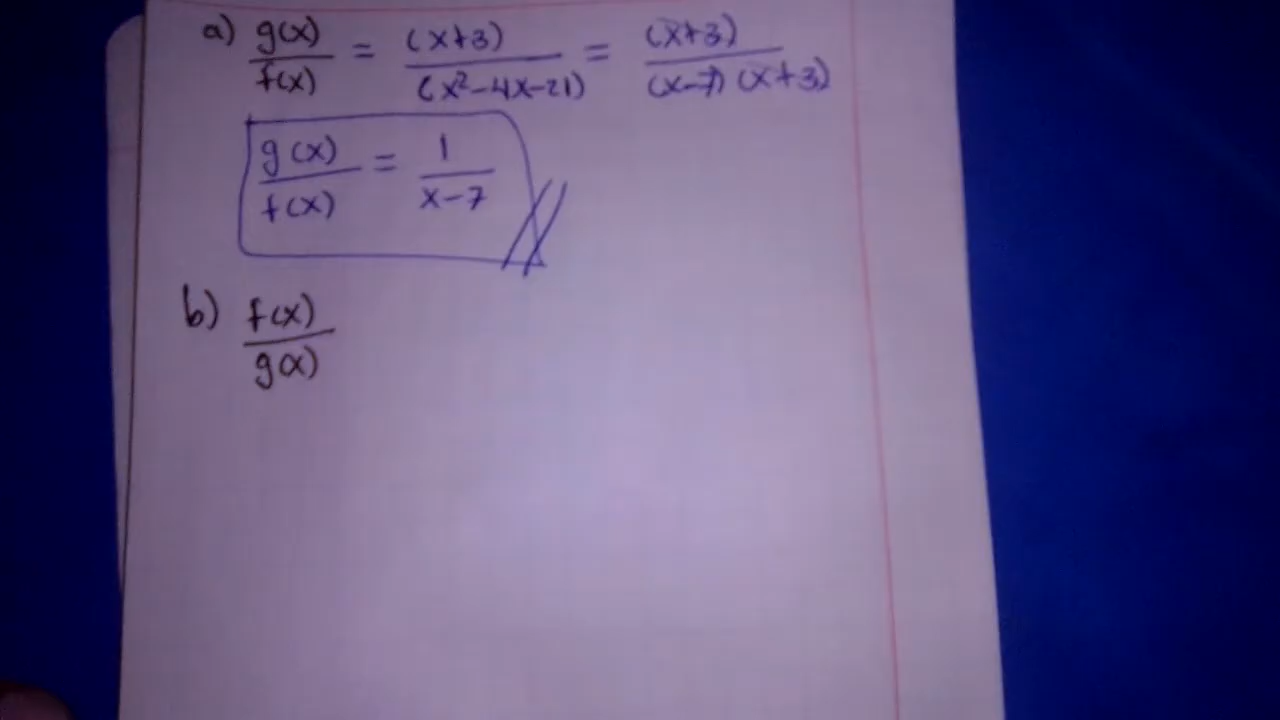 a) g(x)/f(x) = (x+3)/(x²-4x-21) = (x+3)/(x-7)(x+3)
g(x)/f(x) = 1/x-7
b) f(x)/g(x)